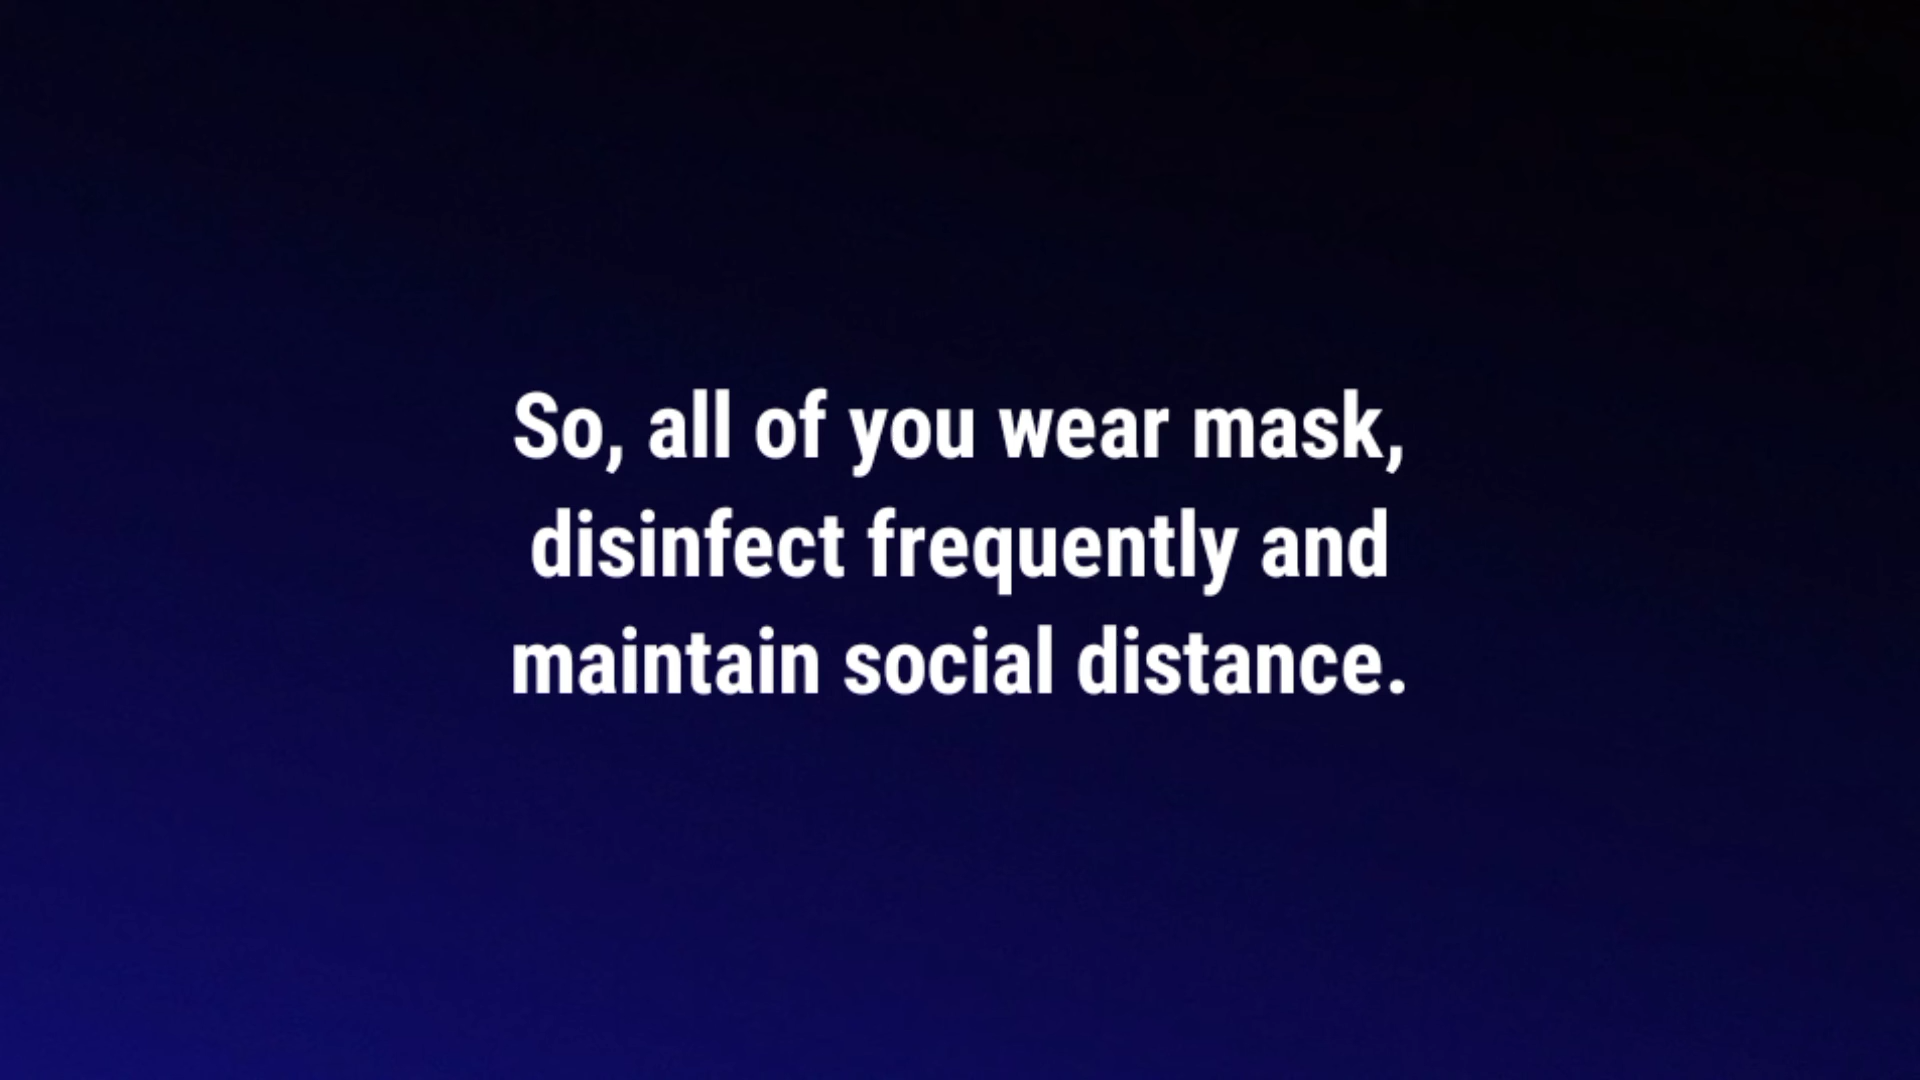 So, all of you wear mask,
disinfect frequently and
maintain social distance.